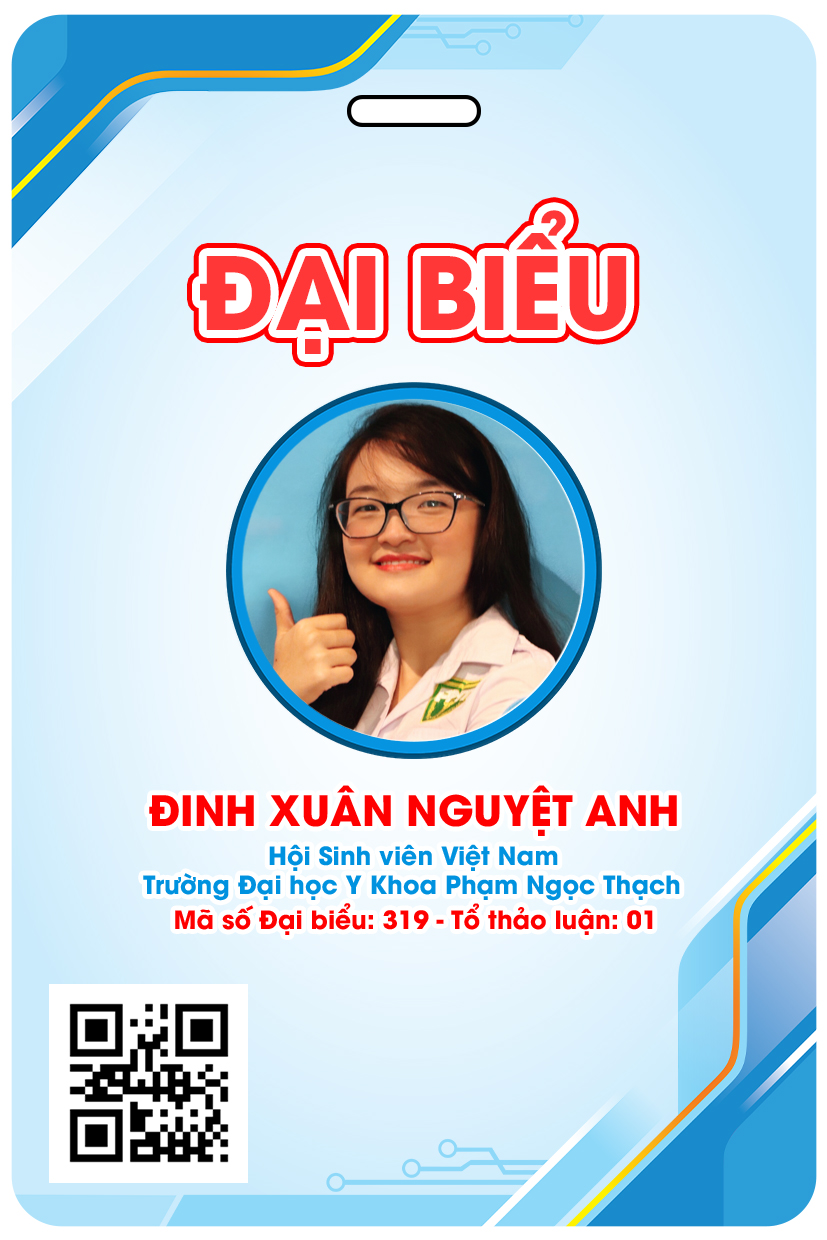 ĐẠI BIỂU
ĐINH XUÂN NGUYỆT ANH
Hội Sinh viên Việt Nam
Trường Đại học Y Khoa Phạm Ngọc Thạch
Mã số Đại biểu: 319 - Tổ thảo luận: 01